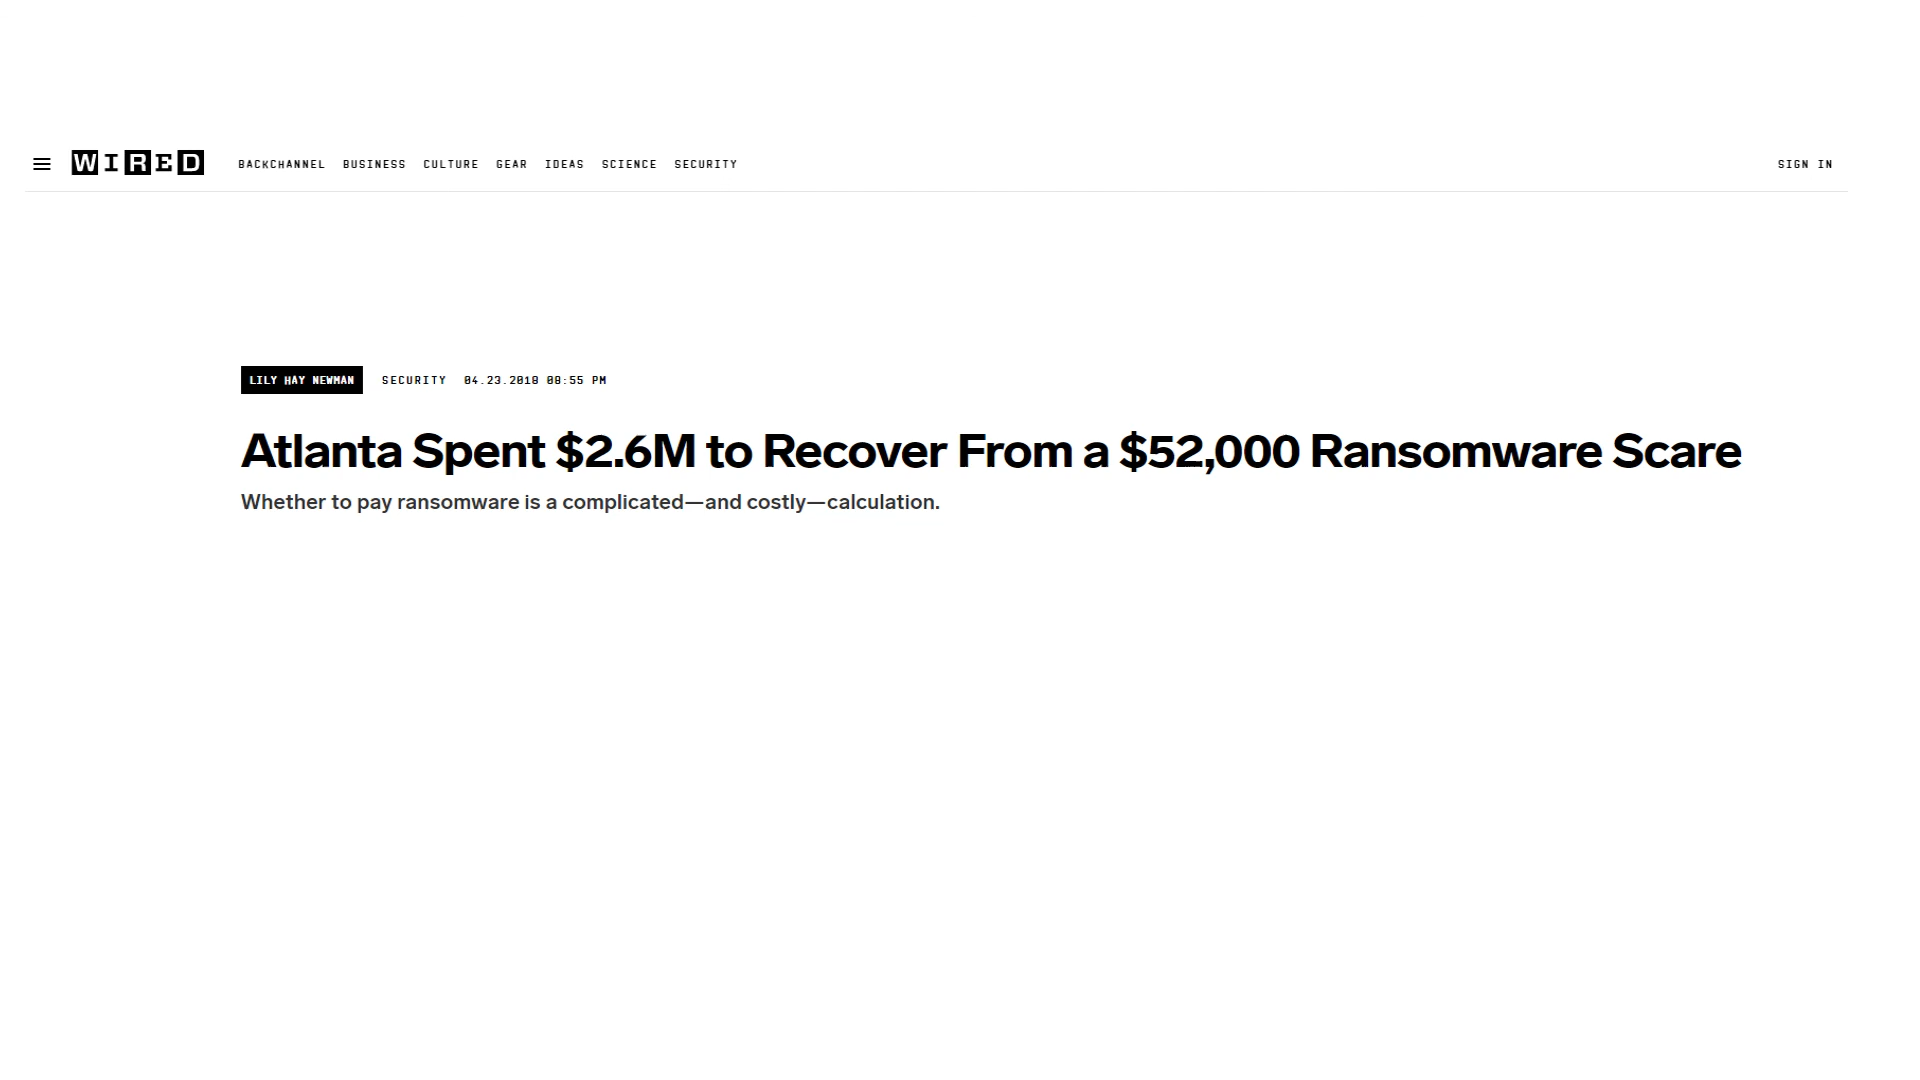 WIRED BACKCHANNEL BUSINESS CULTURE GEAR IDEAS SCIENCE SECURITY SIGN IN
LILY HAY NEWMAN SECURITY 04.23.2018 08:55 PM
Atlanta Spent $2.6M to Recover From a $52,000 Ransomware Scare
Whether to pay ransomware is a complicated—and costly—calculation.